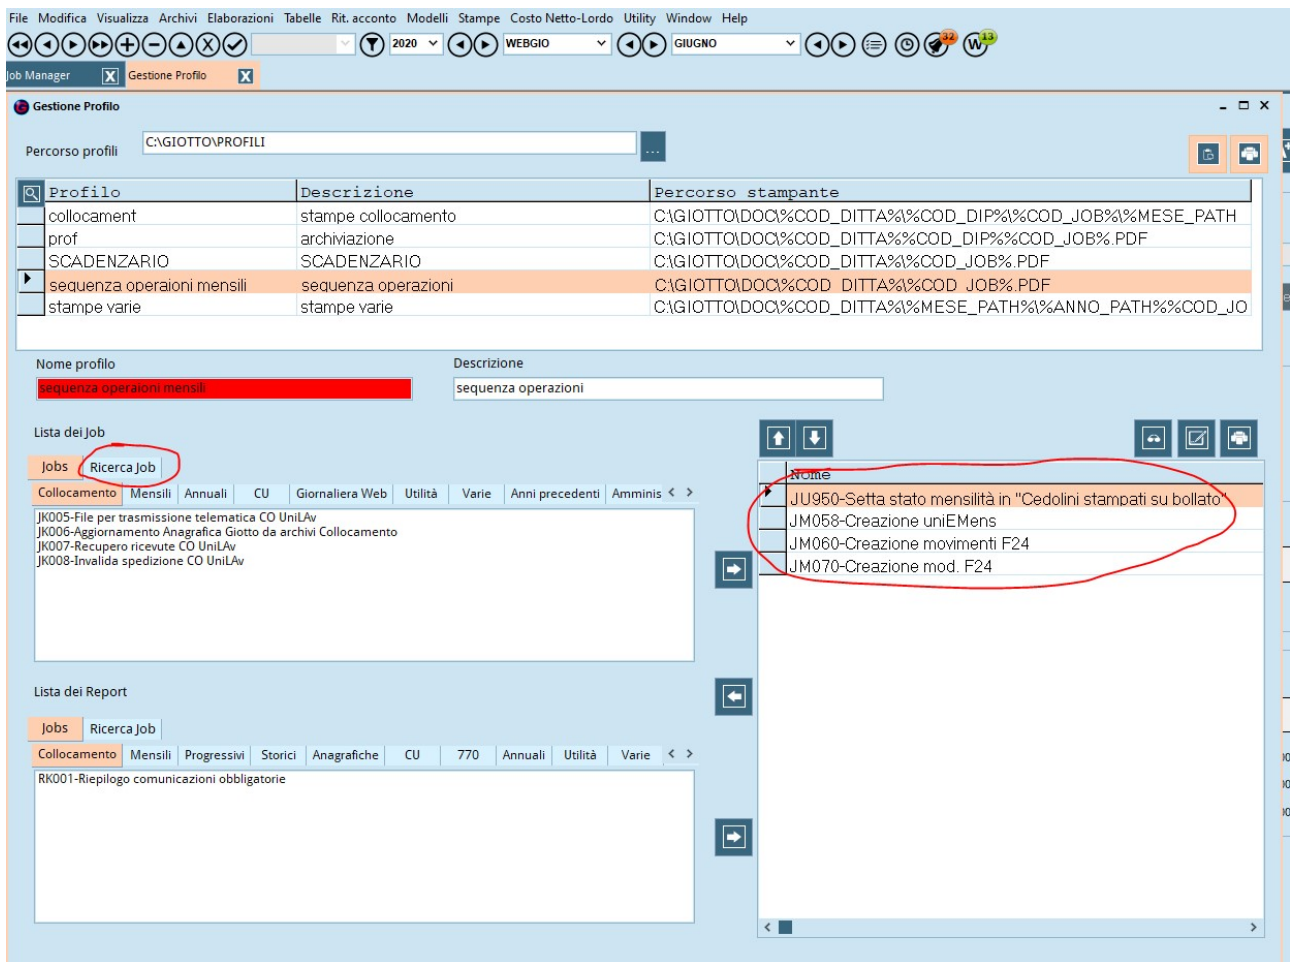 File Modifica Visualizza Archivi Elaborazioni Tabelle Rit. acconto Modelli Stampe Costo Netto-Lordo Utility Window Help
2020 WEBGIO GIUGNO 32 W 13
Job Manager X Gestione Profilo X
Gestione Profilo
Percorso profili C:\GIOTTO\PROFILI ...
Profilo Descrizione Percorso stampante
collocament stampe collocamento C:\GIOTTO\DOC\%COD_DITTA%\%COD_DIP%\%COD_JOB%\%MESE_PATH
prof archiviazione C:\GIOTTO\DOC\%COD_DITTA%%COD_DIP%%COD_JOB%.PDF
SCADENZARIO SCADENZARIO C:\GIOTTO\DOC\%COD_DITTA%\%COD_JOB%.PDF
sequenza operaioni mensili sequenza operazioni C:\GIOTTO\DOC\%COD_DITTA%\%COD_JOB%.PDF
stampe varie stampe varie C:\GIOTTO\DOC\%COD_DITTA%\%MESE_PATH%\%ANNO_PATH%%COD_JO
Nome profilo Descrizione
sequenza operaioni mensili sequenza operazioni
Lista dei Job
Jobs Ricerca Job
Nome
Collocamento Mensili Annuali CU Giornaliera Web Utilità Varie Anni precedenti Amminis
JU950-Setta stato mensilità in "Cedolini stampati su bollato"
JK005-File per trasmissione telematica CO UniLAv
JM058-Creazione uniEMens
JK006-Aggiornamento Anagrafica Giotto da archivi Collocamento
JK007-Recupero ricevute CO UniLAv
JM060-Creazione movimenti F24
JK008-Invalida spedizione CO UniLAv
JM070-Creazione mod. F24
Lista dei Report
Jobs Ricerca Job
Collocamento Mensili Progressivi Storici Anagrafiche CU 770 Annuali Utilità Varie
RK001-Riepilogo comunicazioni obbligatorie